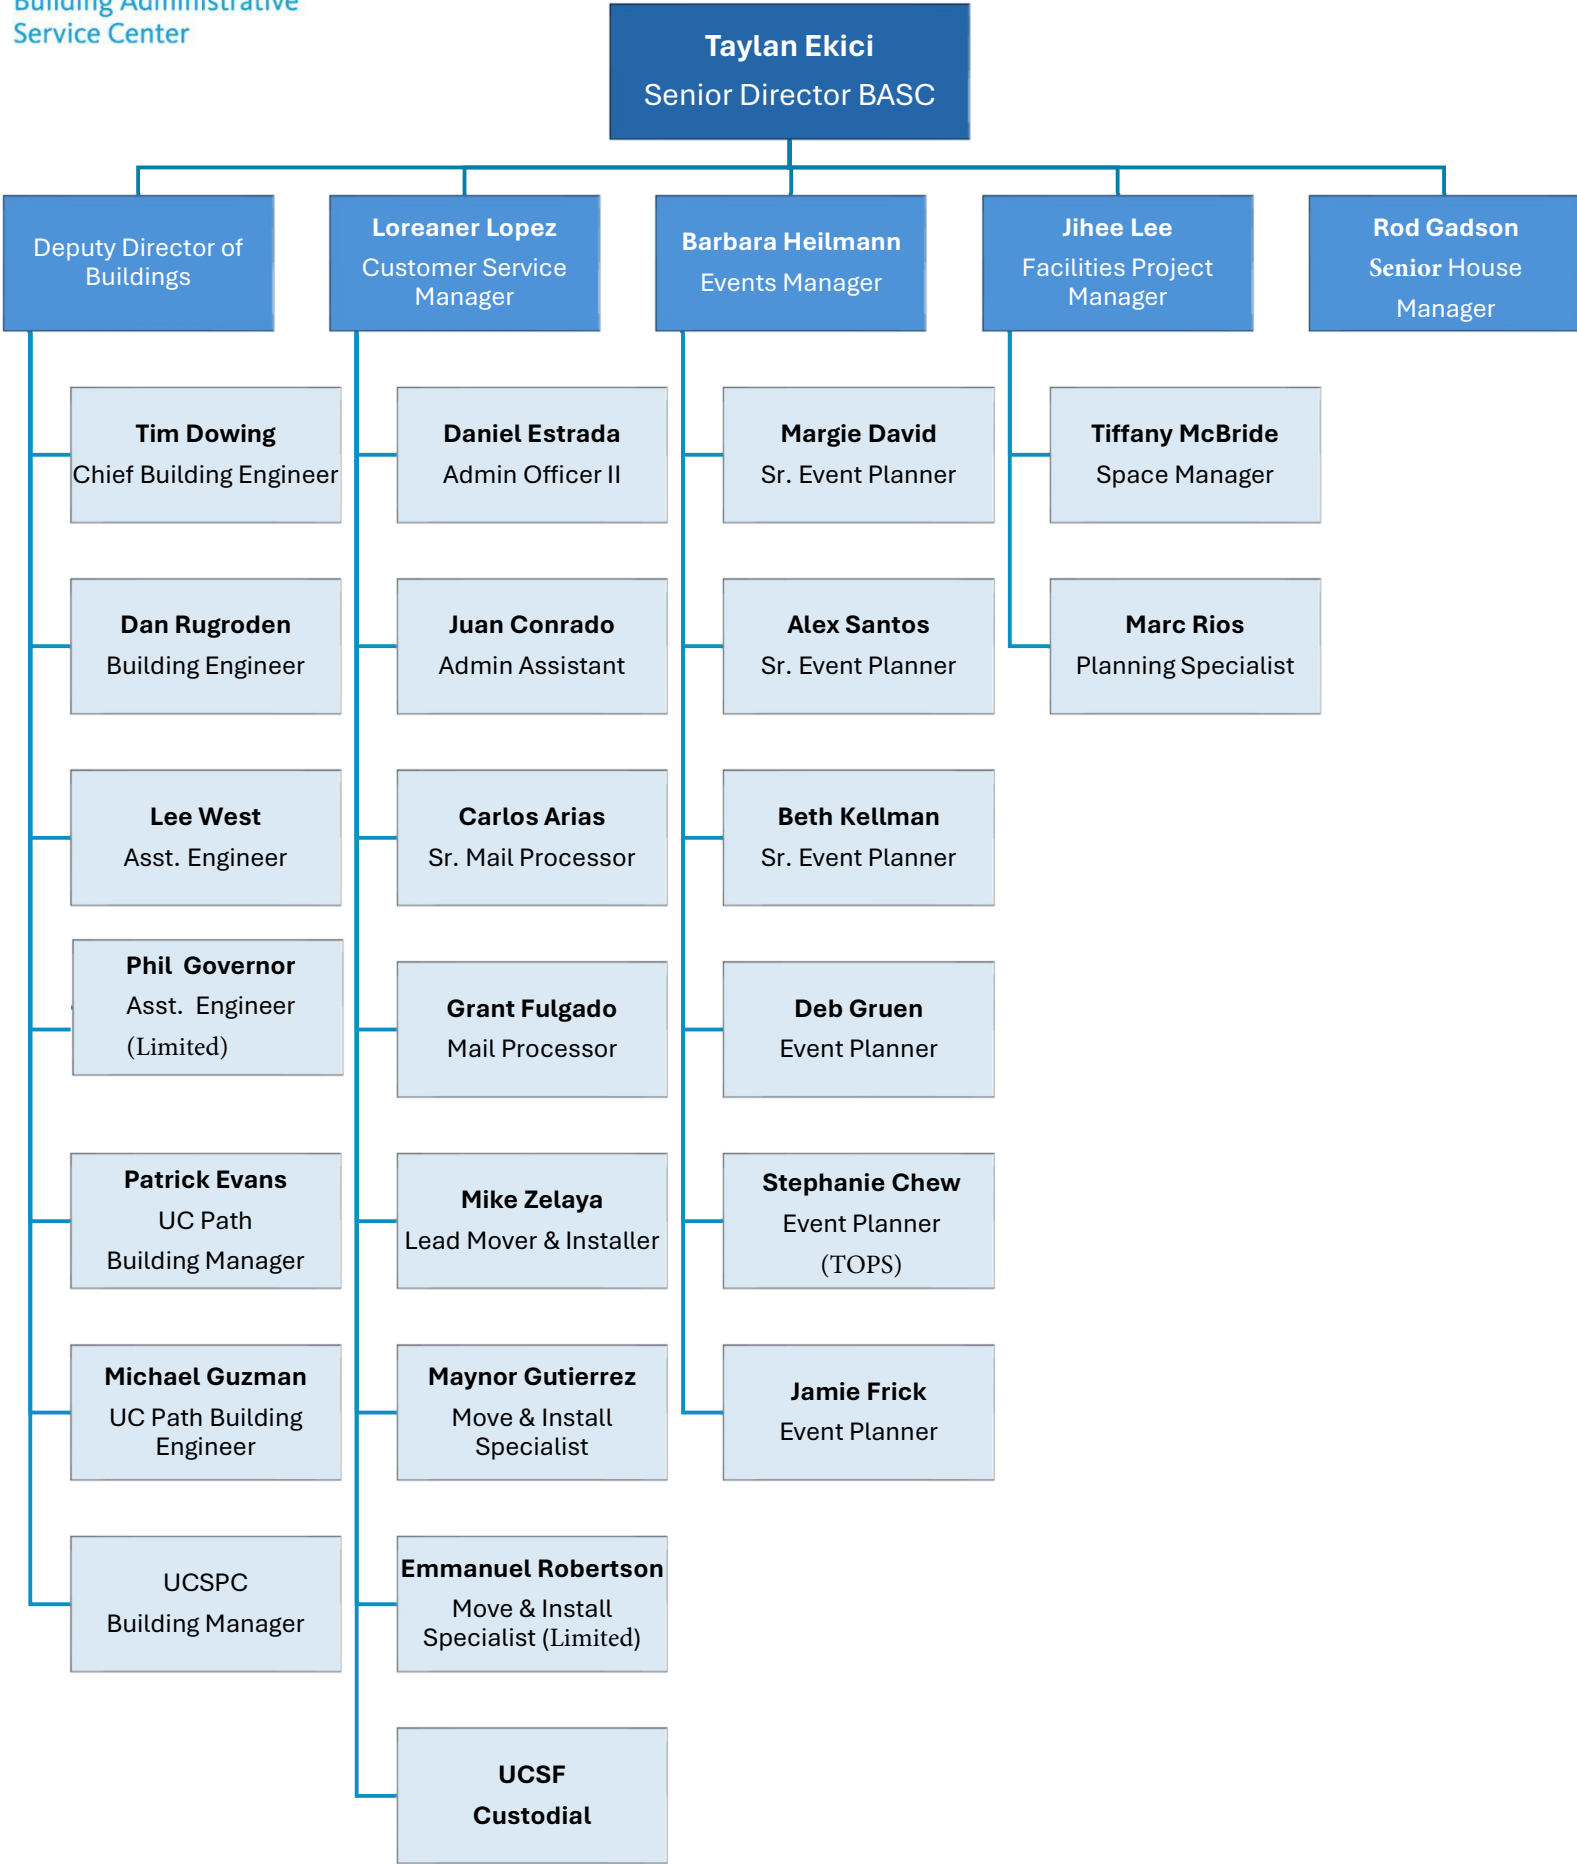 Building Administrative
Service Center
Taylan Ekici
Senior Director BASC
Deputy Director of
Buildings
Loreaner Lopez
Customer Service
Manager
Barbara Heilmann
Events Manager
Jihee Lee
Facilities Project
Manager
Rod Gadson
Senior House
Manager
Tim Dowing
Chief Building Engineer
Dan Rugroden
Building Engineer
Lee West
Asst. Engineer
Phil Governor
Asst. Engineer
(Limited)
Patrick Evans
UC Path
Building Manager
Michael Guzman
UC Path Building
Engineer
UCSPC
Building Manager
Daniel Estrada
Admin Officer II
Juan Conrado
Admin Assistant
Carlos Arias
Sr. Mail Processor
Grant Fulgado
Mail Processor
Mike Zelaya
Lead Mover & Installer
Maynor Gutierrez
Move & Install
Specialist
Emmanuel Robertson
Move & Install
Specialist (Limited)
UCSF
Custodial
Margie David
Sr. Event Planner
Alex Santos
Sr. Event Planner
Beth Kellman
Sr. Event Planner
Deb Gruen
Event Planner
Stephanie Chew
Event Planner
(TOPS)
Jamie Frick
Event Planner
Tiffany McBride
Space Manager
Marc Rios
Planning Specialist